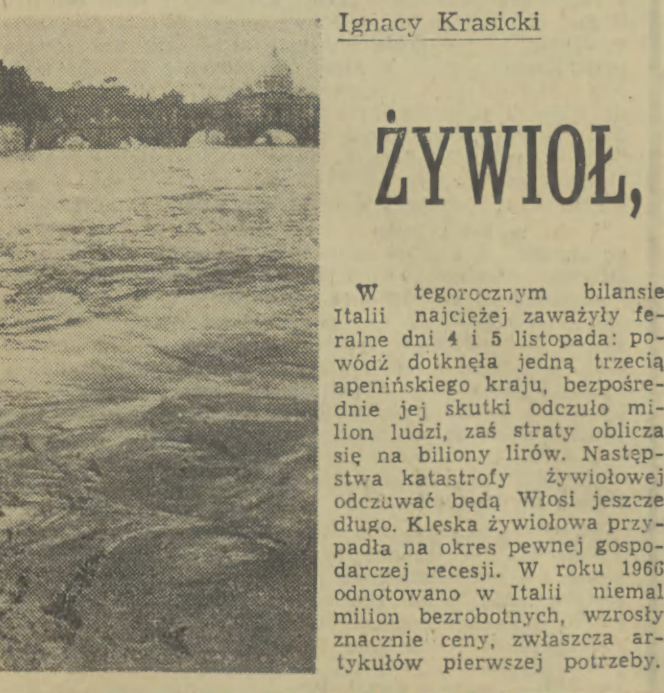 Ignacy Krasicki
ŻYWIOŁ,
W tegorocznym bilansie
Italii najciężej zaważyły fe-
ralne dni 4 i 5 listopada: po-
wódź dotknęła jedną trzecią
apenińskiego kraju, bezpośre-
dnie jej skutki odczuło mi-
lion ludzi, zaś straty oblicza
się na biliony lirów. Następ-
stwa katastrofy żywiołowej
odczuwać będą Włosi jeszcze
długo. Klęska żywiołowa przy-
padła na okres pewnej gospo-
darczej recesji. W roku 1966
odnotowano w Italii niemal
milion bezrobotnych, wzrosły
znacznie ceny, zwłaszcza ar-
tykułów pierwszej potrzeby.